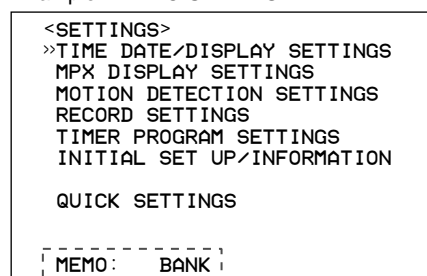 <SETTINGS>
»TIME DATE/DISPLAY SETTINGS
MPX DISPLAY SETTINGS
MOTION DETECTION SETTINGS
RECORD SETTINGS
TIMER PROGRAM SETTINGS
INITIAL SET UP/INFORMATION
QUICK SETTINGS
MEMO: BANK